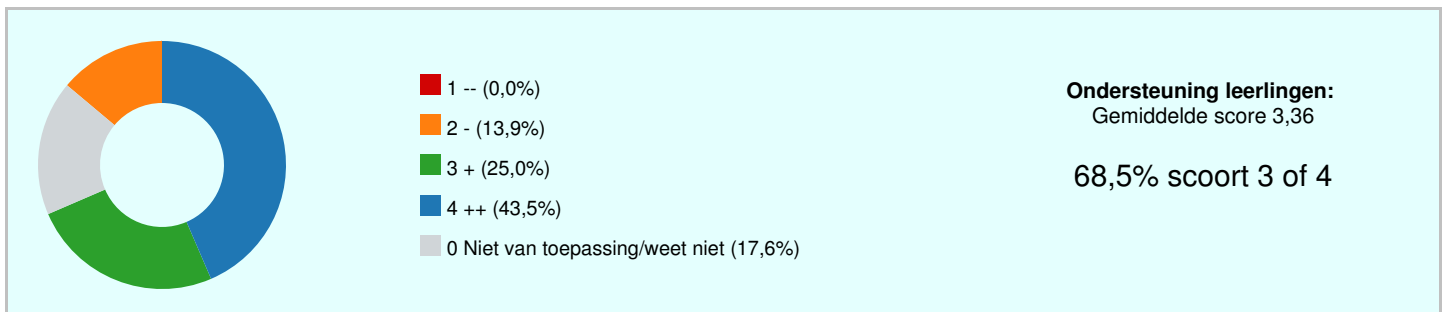 1 -- (0,0%)
2 - (13,9%)
3 + (25,0%)
4 ++ (43,5%)
0 Niet van toepassing/weet niet (17,6%)
Ondersteuning leerlingen:
Gemiddelde score 3,36
68,5% scoort 3 of 4